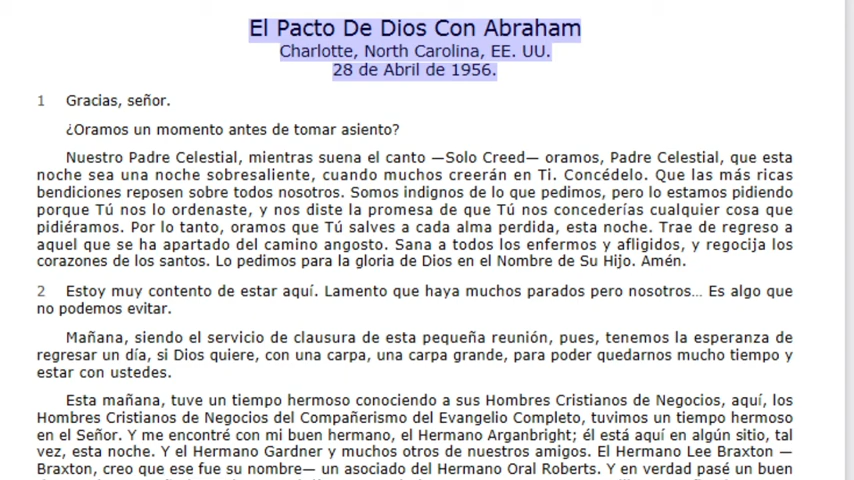 El Pacto De Dios Con Abraham
Charlotte, North Carolina, EE. UU.
28 de Abril de 1956.
1 Gracias, señor.
¿Oramos un momento antes de tomar asiento?
Nuestro Padre Celestial, mientras suena el canto —Solo Creed— oramos, Padre Celestial, que esta
noche sea una noche sobresaliente, cuando muchos creerán en Ti. Concédelo. Que las más ricas
bendiciones reposen sobre todos nosotros. Somos indignos de lo que pedimos, pero lo estamos pidiendo
porque Tú nos lo ordenaste, y nos diste la promesa de que Tú nos concederías cualquier cosa que
pidiéramos. Por lo tanto, oramos que Tú salves a cada alma perdida, esta noche. Trae de regreso a
aquel que se ha apartado del camino angosto. Sana a todos los enfermos y afligidos, y regocija los
corazones de los santos. Lo pedimos para la gloria de Dios en el Nombre de Su Hijo. Amén.
2 Estoy muy contento de estar aquí. Lamento que haya muchos parados pero nosotros... Es algo que
no podemos evitar.
Mañana, siendo el servicio de clausura de esta pequeña reunión, pues, tenemos la esperanza de
regresar un día, si Dios quiere, con una carpa, una carpa grande, para poder quedarnos mucho tiempo y
estar con ustedes.
Esta mañana, tuve un tiempo hermoso conociendo a sus Hombres Cristianos de Negocios, aquí, los
Hombres Cristianos de Negocios del Compañerismo del Evangelio Completo, tuvimos un tiempo hermoso
en el Señor. Y me encontré con mi buen hermano, el Hermano Arganbright; él está aquí en algún sitio, tal
vez, esta noche. Y el Hermano Gardner y muchos otros de nuestros amigos. El Hermano Lee Braxton —
Braxton, creo que ese fue su nombre— un asociado del Hermano Oral Roberts. Y en verdad pasé un buen